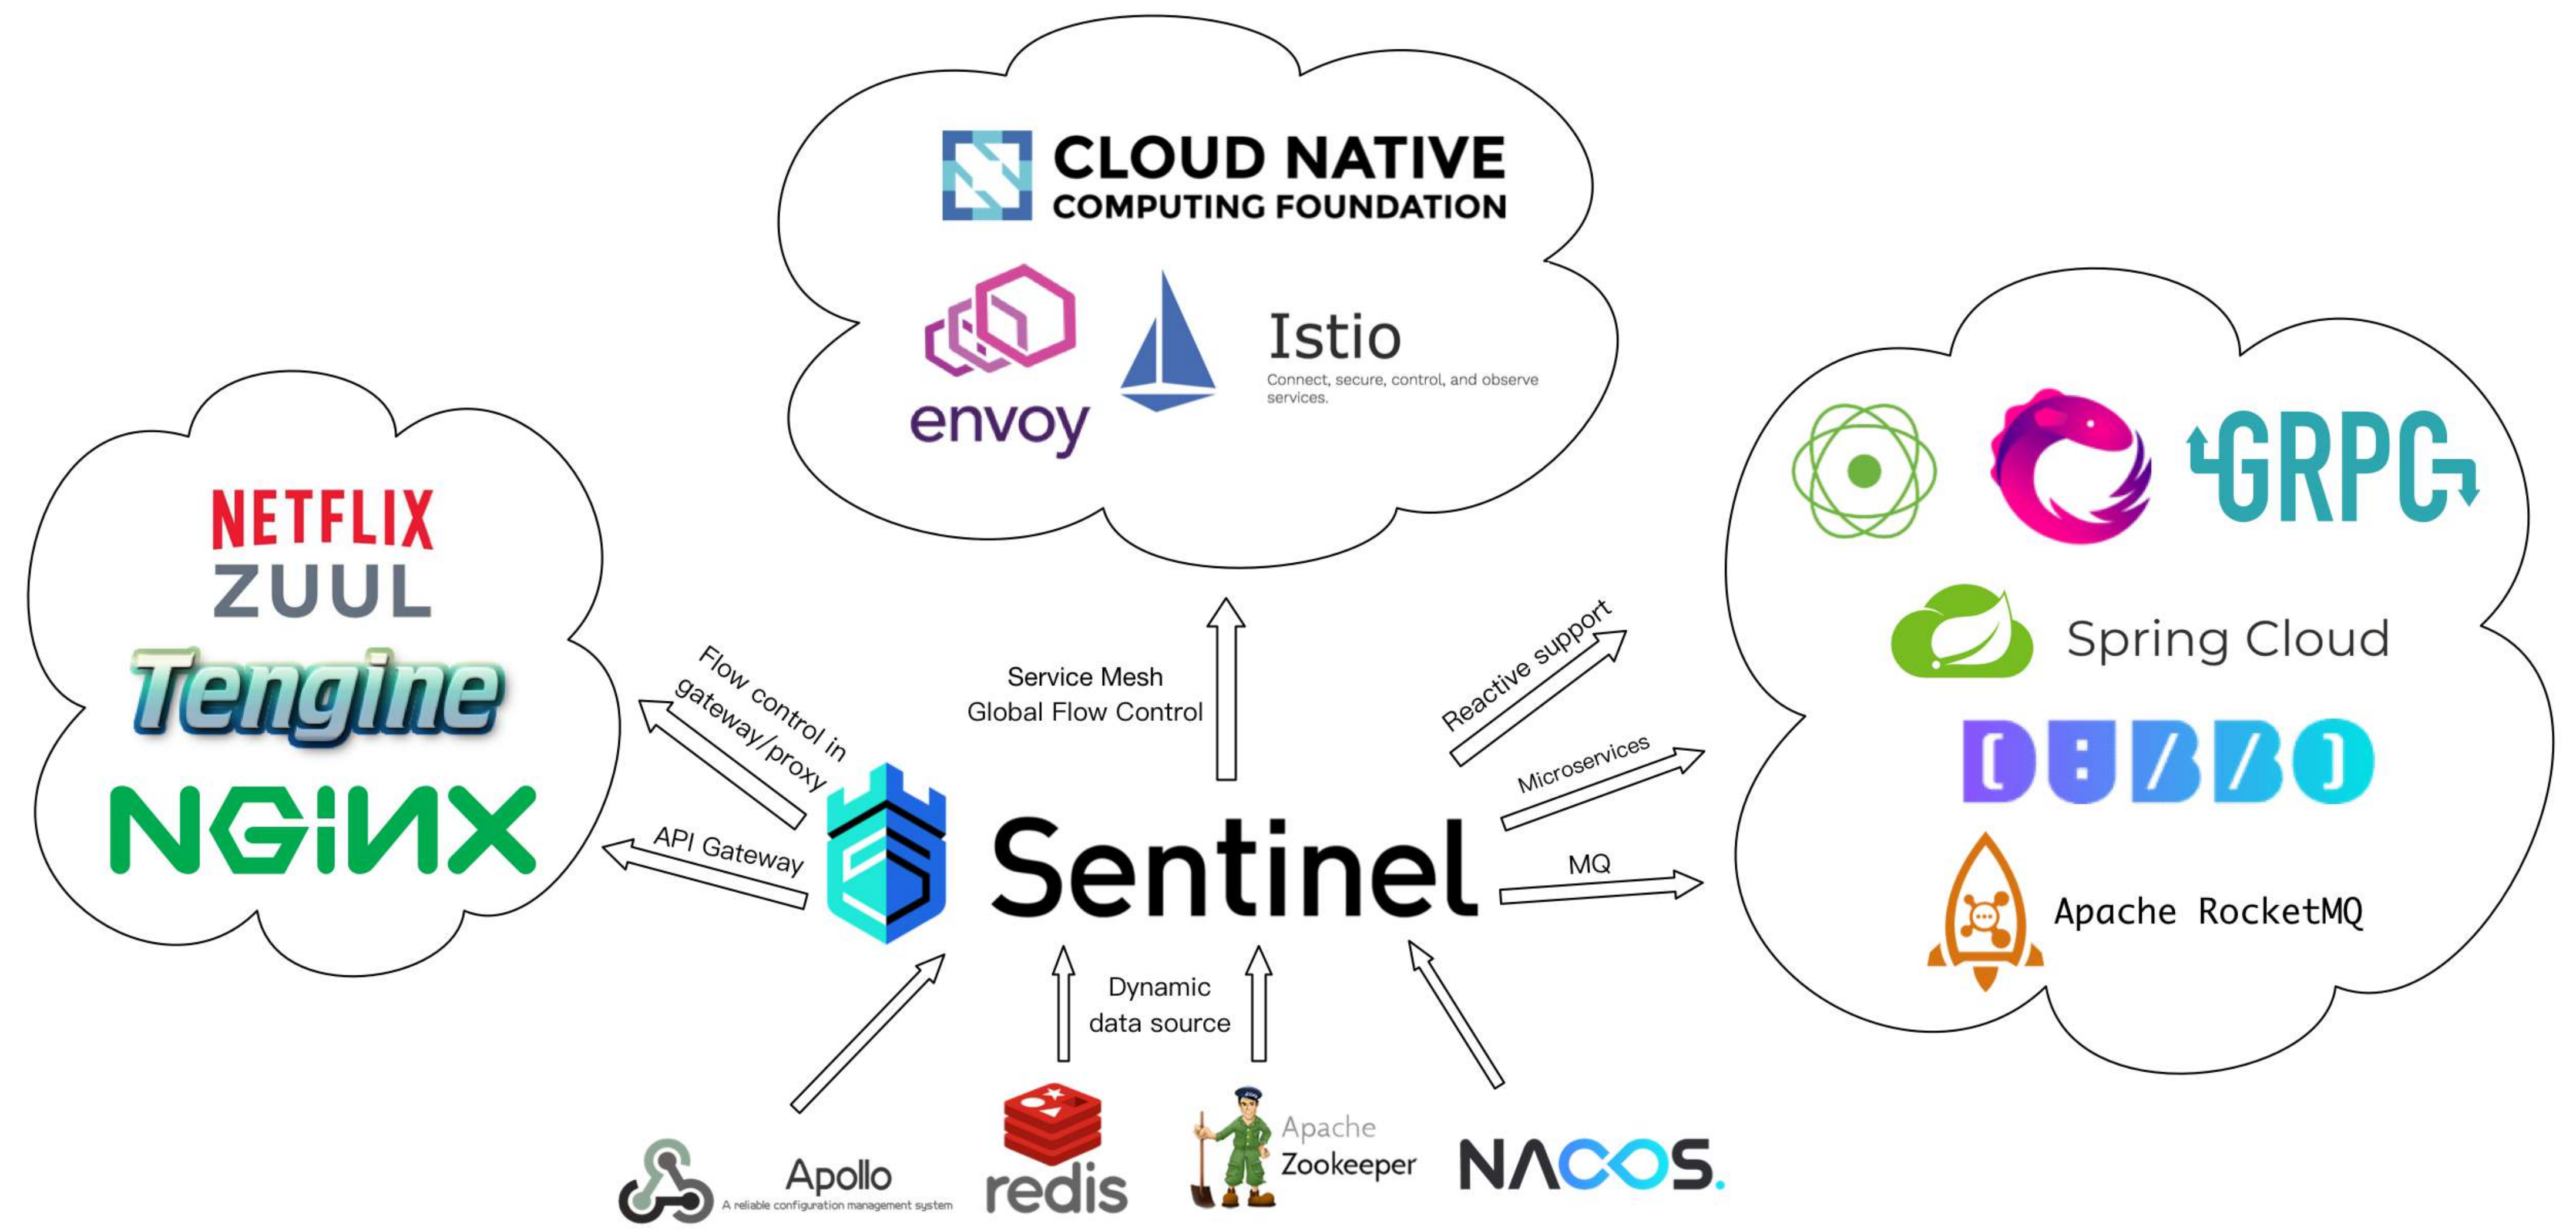 CLOUD NATIVE
COMPUTING FOUNDATION
envoy
Istio
Connect, secure, control, and observe
services.
NETFLIX
ZUUL
Tengine
NGiNX
GRPC
Spring Cloud
DUBBO
Apache RocketMQ
Flow control in
gateway/proxy
API Gateway
Service Mesh
Global Flow Control
Reactive support
Microservices
MQ
Sentinel
Dynamic
data source
Apollo
A reliable configuration management system
redis
Apache
Zookeeper
NACOS.